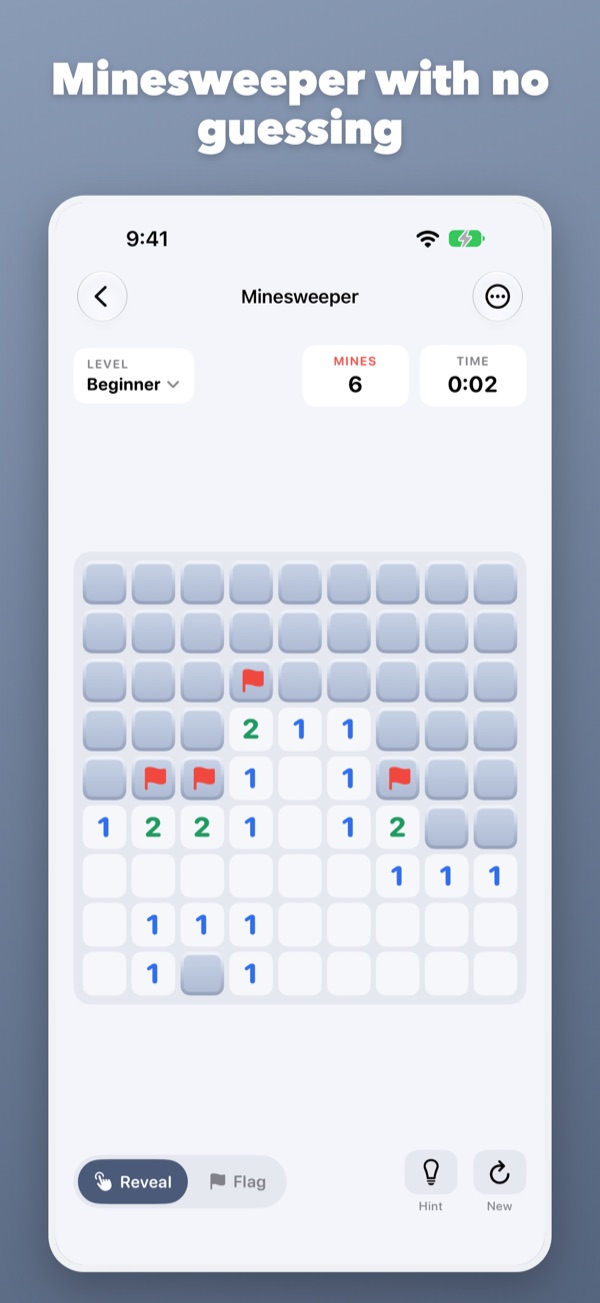 Minesweeper with no
guessing
9:41
Minesweeper
LEVEL
Beginner
MINES
6
TIME
0:02
2 1 1
1 1
1 2 2 1 1 2
1 1 1
1 1 1
1 1
Reveal
Flag
Hint
New